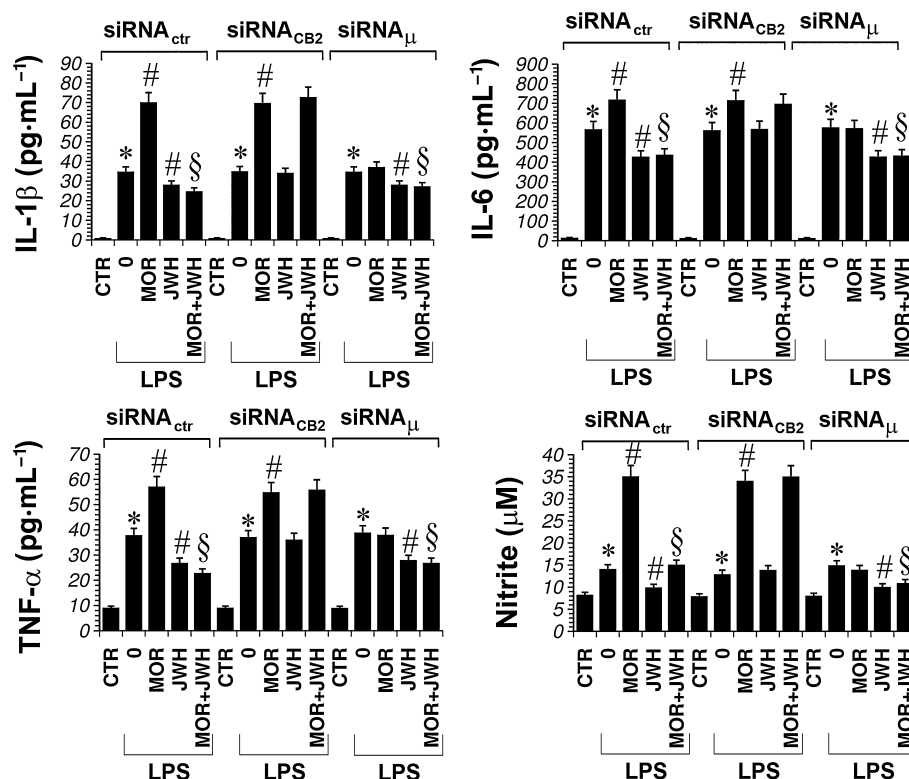 siRNActr siRNACB2 siRNAμ
IL-1β (pg·mL⁻¹)
90
80
70
60
50
40
30
20
10
0
# # * # § * * # §
CTR 0 MOR JWH MOR+JWH CTR 0 MOR JWH MOR+JWH CTR 0 MOR JWH MOR+JWH
LPS LPS LPS
siRNActr siRNACB2 siRNAμ
IL-6 (pg·mL⁻¹)
900
800
700
600
500
400
300
200
100
0
# # * # § * * # §
CTR 0 MOR JWH MOR+JWH CTR 0 MOR JWH MOR+JWH CTR 0 MOR JWH MOR+JWH
LPS LPS LPS
siRNActr siRNACB2 siRNAμ
TNF-α (pg·mL⁻¹)
70
60
50
40
30
20
10
0
# # * # § * * # §
CTR 0 MOR JWH MOR+JWH CTR 0 MOR JWH MOR+JWH CTR 0 MOR JWH MOR+JWH
LPS LPS LPS
siRNActr siRNACB2 siRNAμ
Nitrite (μM)
40
35
30
25
20
15
10
5
0
# # * # § * * # §
CTR 0 MOR JWH MOR+JWH CTR 0 MOR JWH MOR+JWH CTR 0 MOR JWH MOR+JWH
LPS LPS LPS